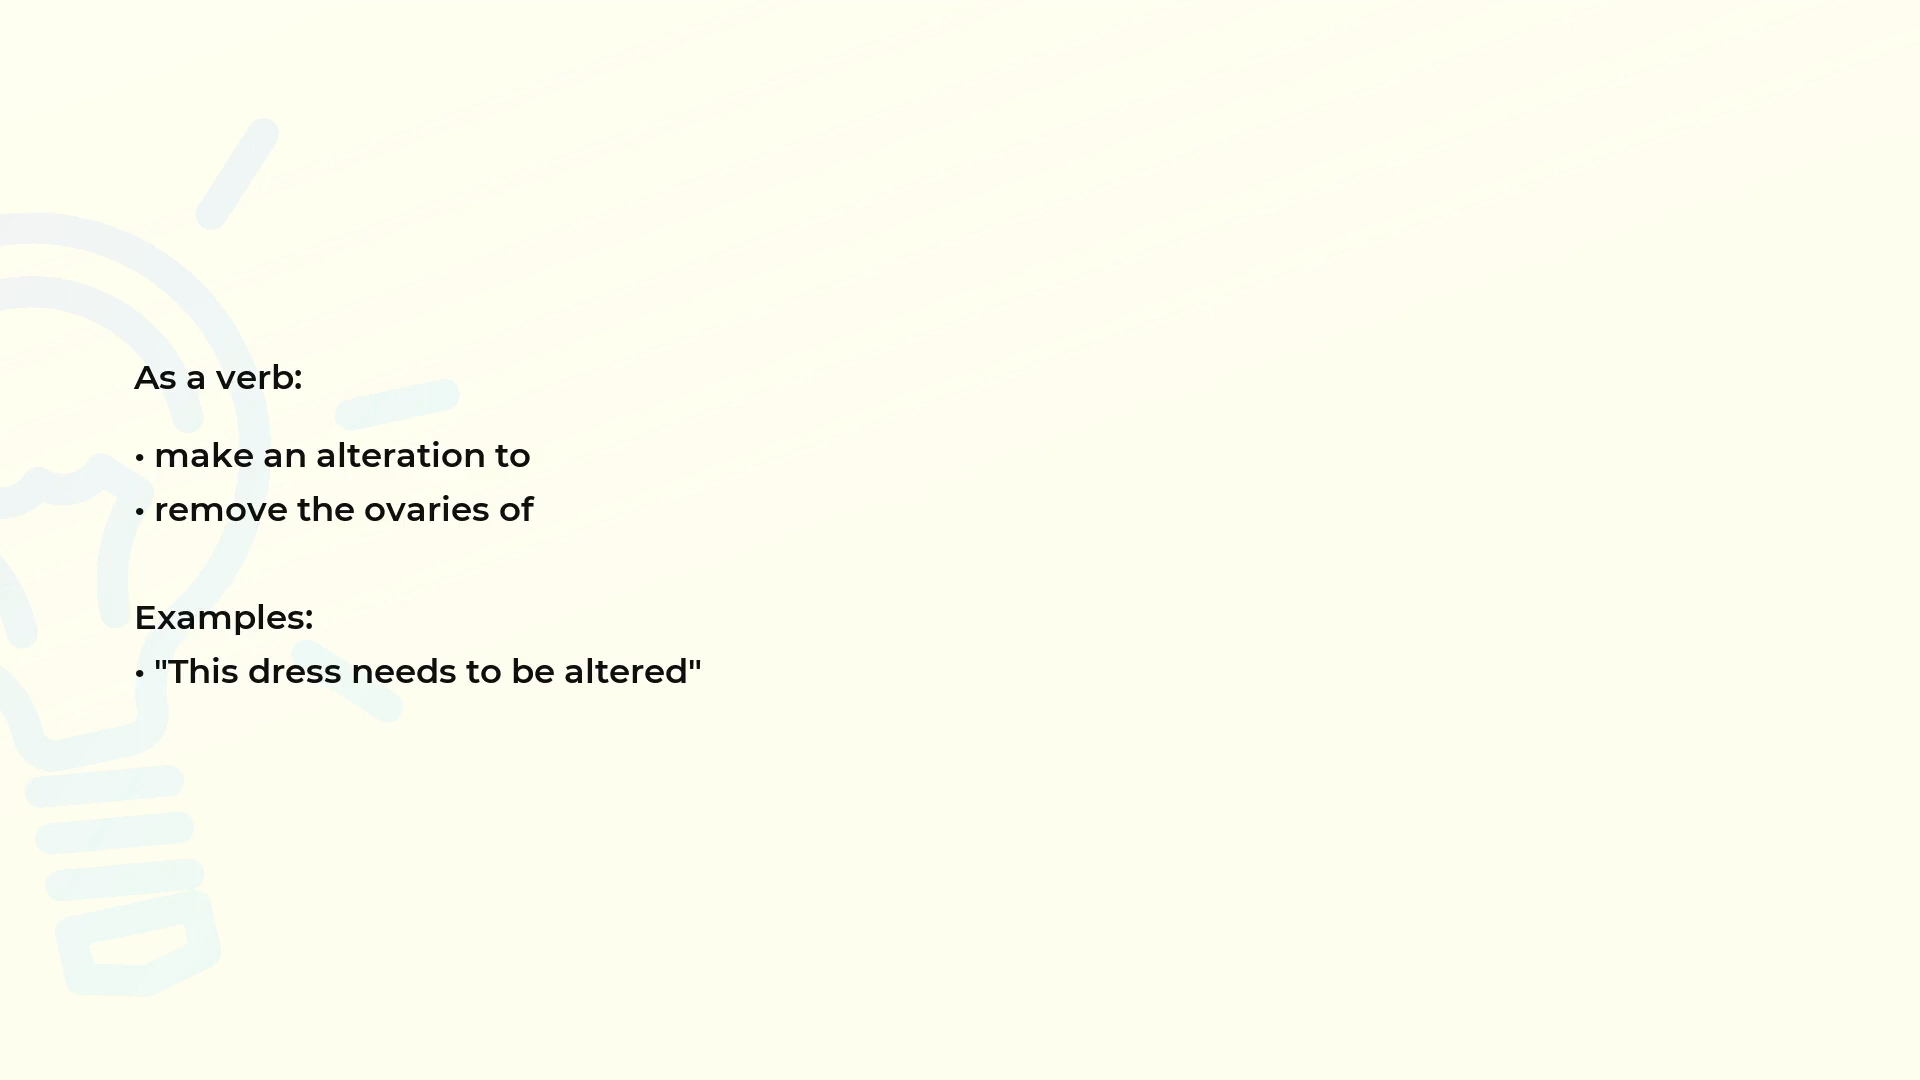 As a verb:
• make an alteration to
• remove the ovaries of
Examples:
• "This dress needs to be altered"